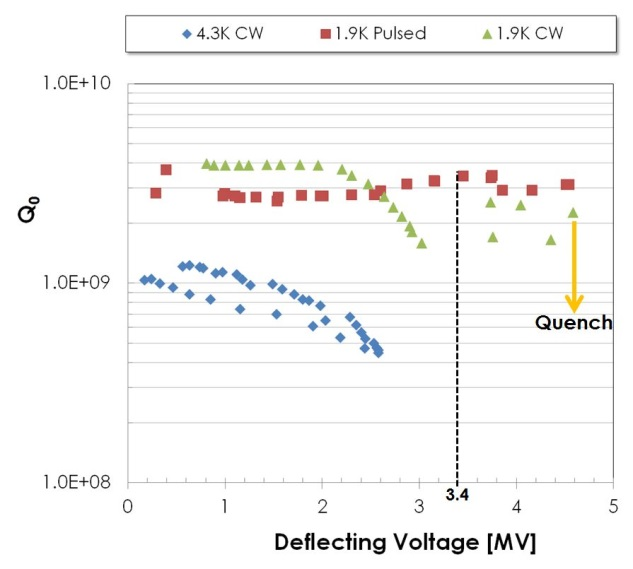 4.3K CW 1.9K Pulsed 1.9K CW
1.0E+10
Q0
1.0E+09
Quench
1.0E+08
3.4
0 1 2 3 4 5
Deflecting Voltage [MV]